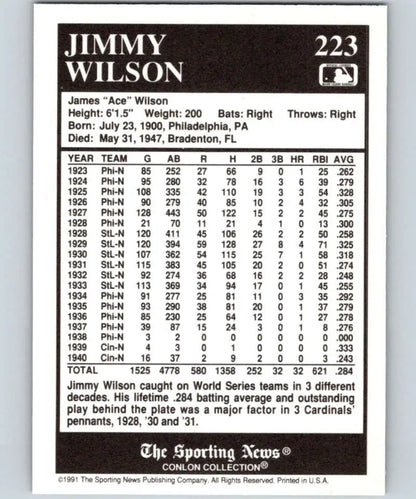 JIMMY 223
WILSON
James "Ace" Wilson
Height: 6'1.5" Weight: 200 Bats: Right Throws: Right
Born: July 23, 1900, Philadelphia, PA
Died: May 31, 1947, Bradenton, FL
YEAR TEAM G AB R H 2B 3B HR RBI AVG
1923 Phi-N 85 252 27 66 9 0 1 25 .262
1924 Phi-N 95 280 32 78 16 3 6 39 .279
1925 Phi-N 108 335 42 110 19 3 3 54 .328
1926 Phi-N 90 279 40 85 10 2 4 32 .305
1927 Phi-N 128 443 50 122 15 2 2 45 .275
1928 Phi-N 21 70 11 21 4 1 0 13 .300
1928 StL-N 120 411 45 106 26 2 2 50 .258
1929 StL-N 120 394 59 128 27 8 4 71 .325
1930 StL-N 107 362 54 115 25 7 1 58 .318
1931 StL-N 115 383 45 105 20 2 0 51 .274
1932 StL-N 92 274 36 68 16 2 2 28 .248
1933 StL-N 113 369 34 94 17 0 1 45 .255
1934 Phi-N 91 277 25 81 11 0 3 35 .292
1935 Phi-N 93 290 38 81 20 0 1 37 .279
1936 Phi-N 85 230 25 64 12 0 1 27 .278
1937 Phi-N 39 87 15 24 3 0 1 8 .276
1938 Phi-N 3 2 0 0 0 0 0 0 .000
1939 Cin-N 4 3 0 1 0 0 0 0 .333
1940 Cin-N 16 37 2 9 2 0 0 3 .243
TOTAL 1525 4778 580 1358 252 32 32 621 .284
Jimmy Wilson caught on World Series teams in 3 different
decades. His lifetime .284 batting average and outstanding
play behind the plate was a major factor in 3 Cardinals'
pennants, 1928, '30 and '31.
The Sporting News®
CONLON COLLECTION®
©1991 The Sporting News Publishing Company. All Rights Reserved. Printed in U.S.A.